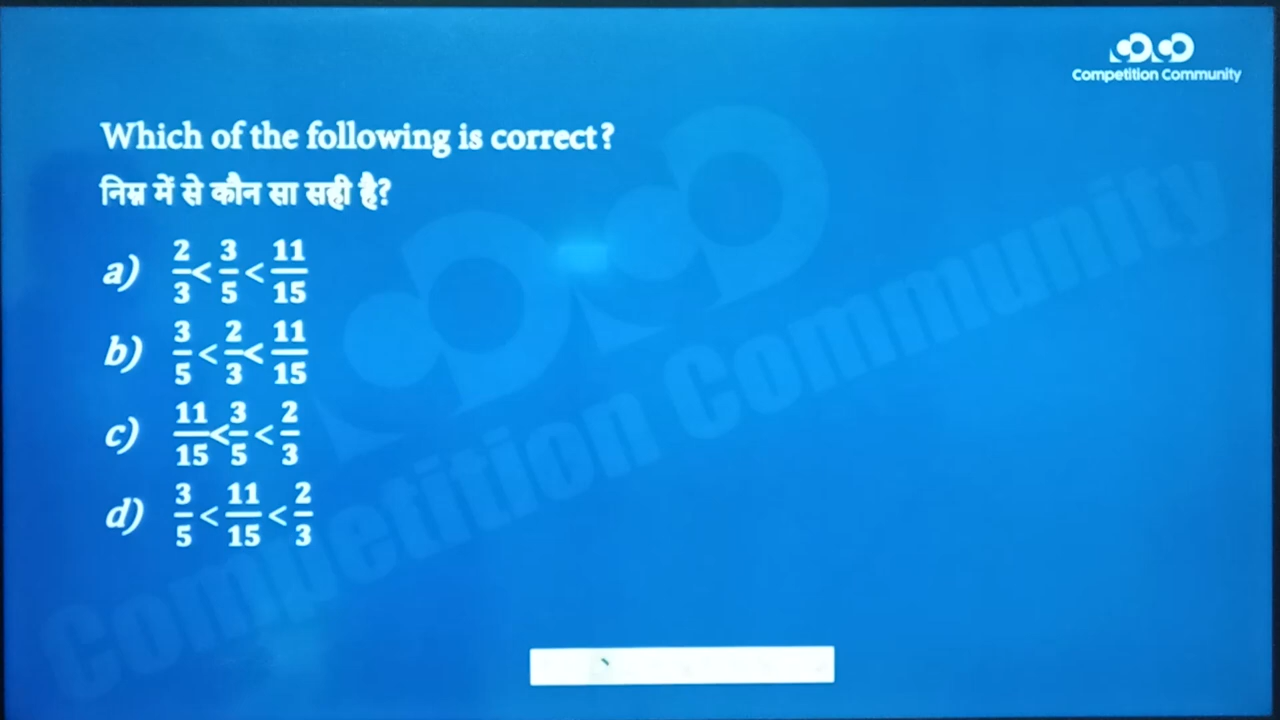 Competition Community
Which of the following is correct?
निम्न में से कौन सा सही है?
a) 2/3 < 3/5 < 11/15
b) 3/5 < 2/3 < 11/15
c) 11/15 < 3/5 < 2/3
d) 3/5 < 11/15 < 2/3
Competition Community